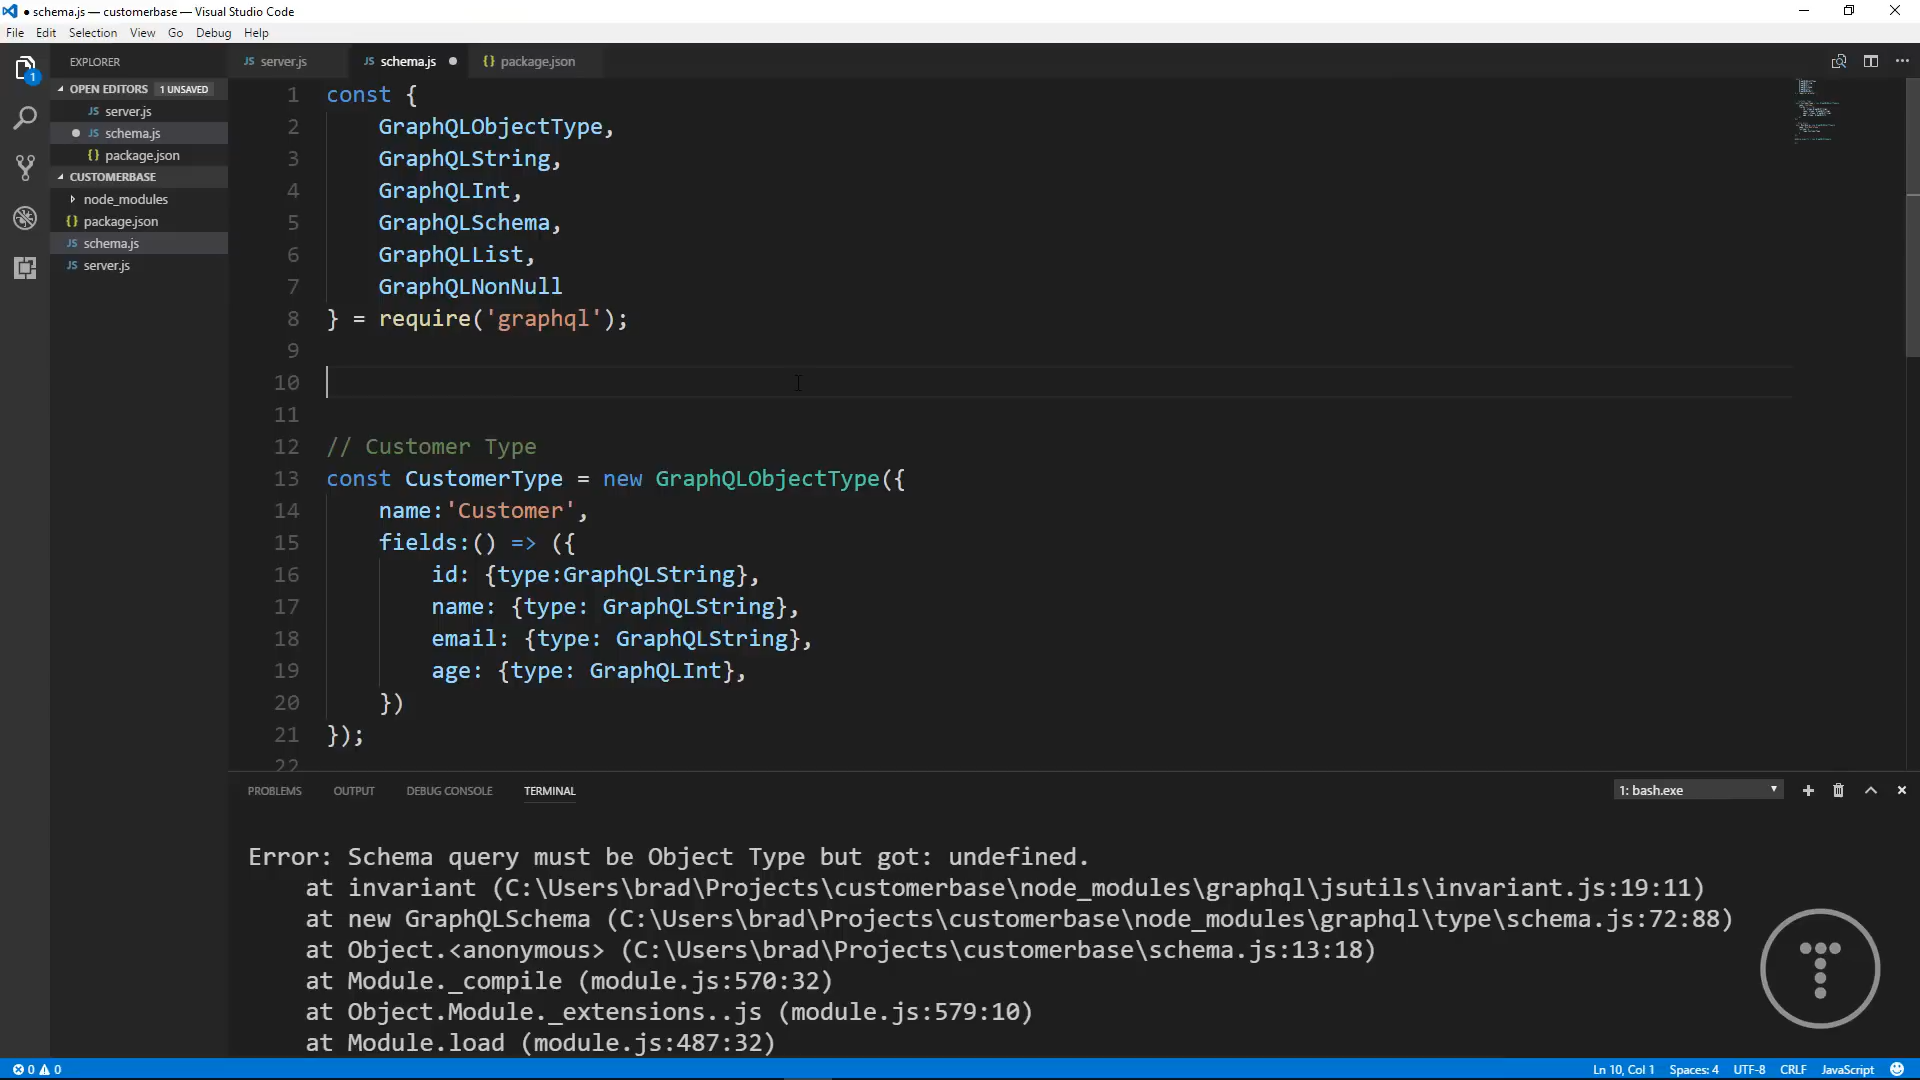 ● schema.js — customerbase — Visual Studio Code
File Edit Selection View Go Debug Help
EXPLORER
1
OPEN EDITORS 1 UNSAVED
JS server.js
● JS schema.js
{} package.json
CUSTOMERBASE
node_modules
{} package.json
JS schema.js
JS server.js
JS server.js JS schema.js ● {} package.json
1 const {
2 GraphQLObjectType,
3 GraphQLString,
4 GraphQLInt,
5 GraphQLSchema,
6 GraphQLList,
7 GraphQLNonNull
8 } = require('graphql');
9
10
11
12 // Customer Type
13 const CustomerType = new GraphQLObjectType({
14 name:'Customer',
15 fields:() => ({
16 id: {type:GraphQLString},
17 name: {type: GraphQLString},
18 email: {type: GraphQLString},
19 age: {type: GraphQLInt},
20 })
21 });
22
PROBLEMS OUTPUT DEBUG CONSOLE TERMINAL 1: bash.exe
Error: Schema query must be Object Type but got: undefined.
at invariant (C:\Users\brad\Projects\customerbase\node_modules\graphql\jsutils\invariant.js:19:11)
at new GraphQLSchema (C:\Users\brad\Projects\customerbase\node_modules\graphql\type\schema.js:72:88)
at Object.<anonymous> (C:\Users\brad\Projects\customerbase\schema.js:13:18)
at Module._compile (module.js:570:32)
at Object.Module._extensions..js (module.js:579:10)
at Module.load (module.js:487:32)
0 0 Ln 10, Col 1 Spaces: 4 UTF-8 CRLF JavaScript